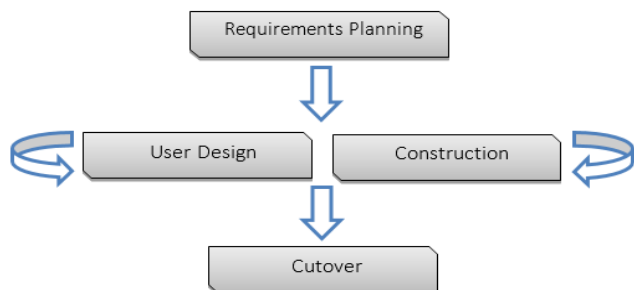 Requirements Planning
User Design
Construction
Cutover